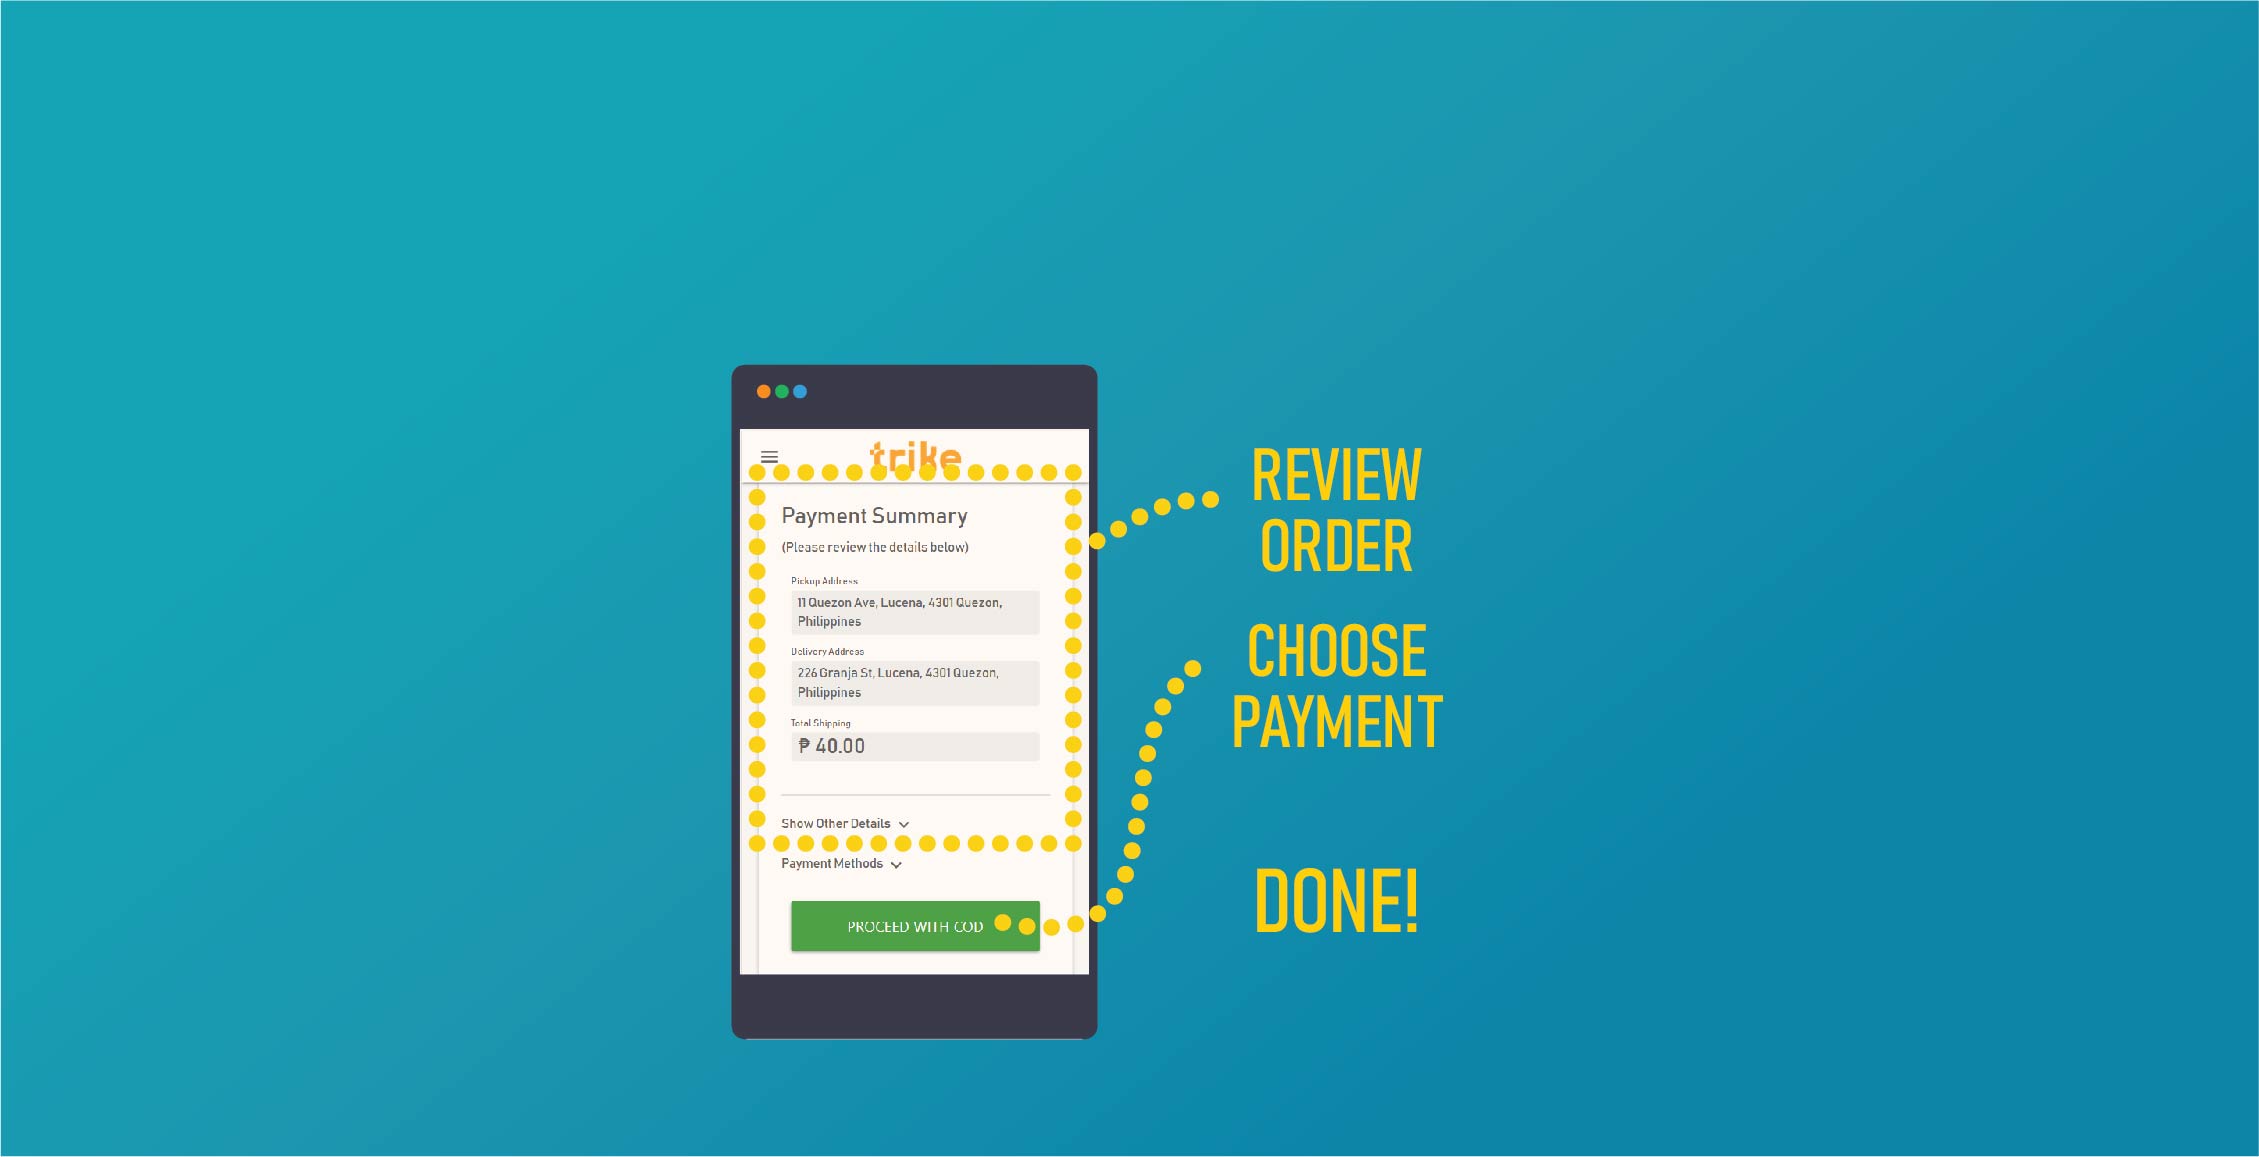 trike
Payment Summary
(Please review the details below)
Pickup Address
11 Quezon Ave, Lucena, 4301 Quezon,
Philippines
Delivery Address
226 Granja St, Lucena, 4301 Quezon,
Philippines
Total Shipping
₱ 40.00
Show Other Details
Payment Methods
PROCEED WITH COD
REVIEW
ORDER
CHOOSE
PAYMENT
DONE!